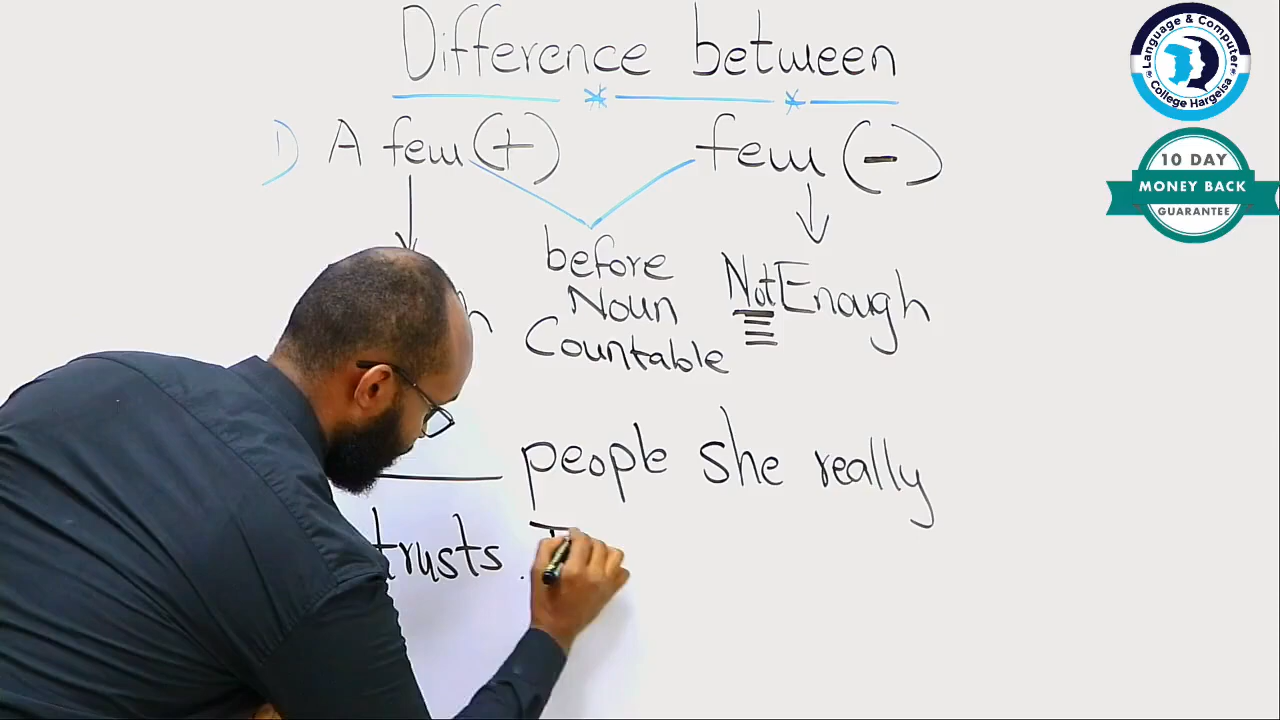 Difference between
1) A few (+) few (-)
before
Noun
Countable
Not Enough
people she really
trusts.
Language & Computer
College Hargeisa
10 DAY
MONEY BACK
GUARANTEE